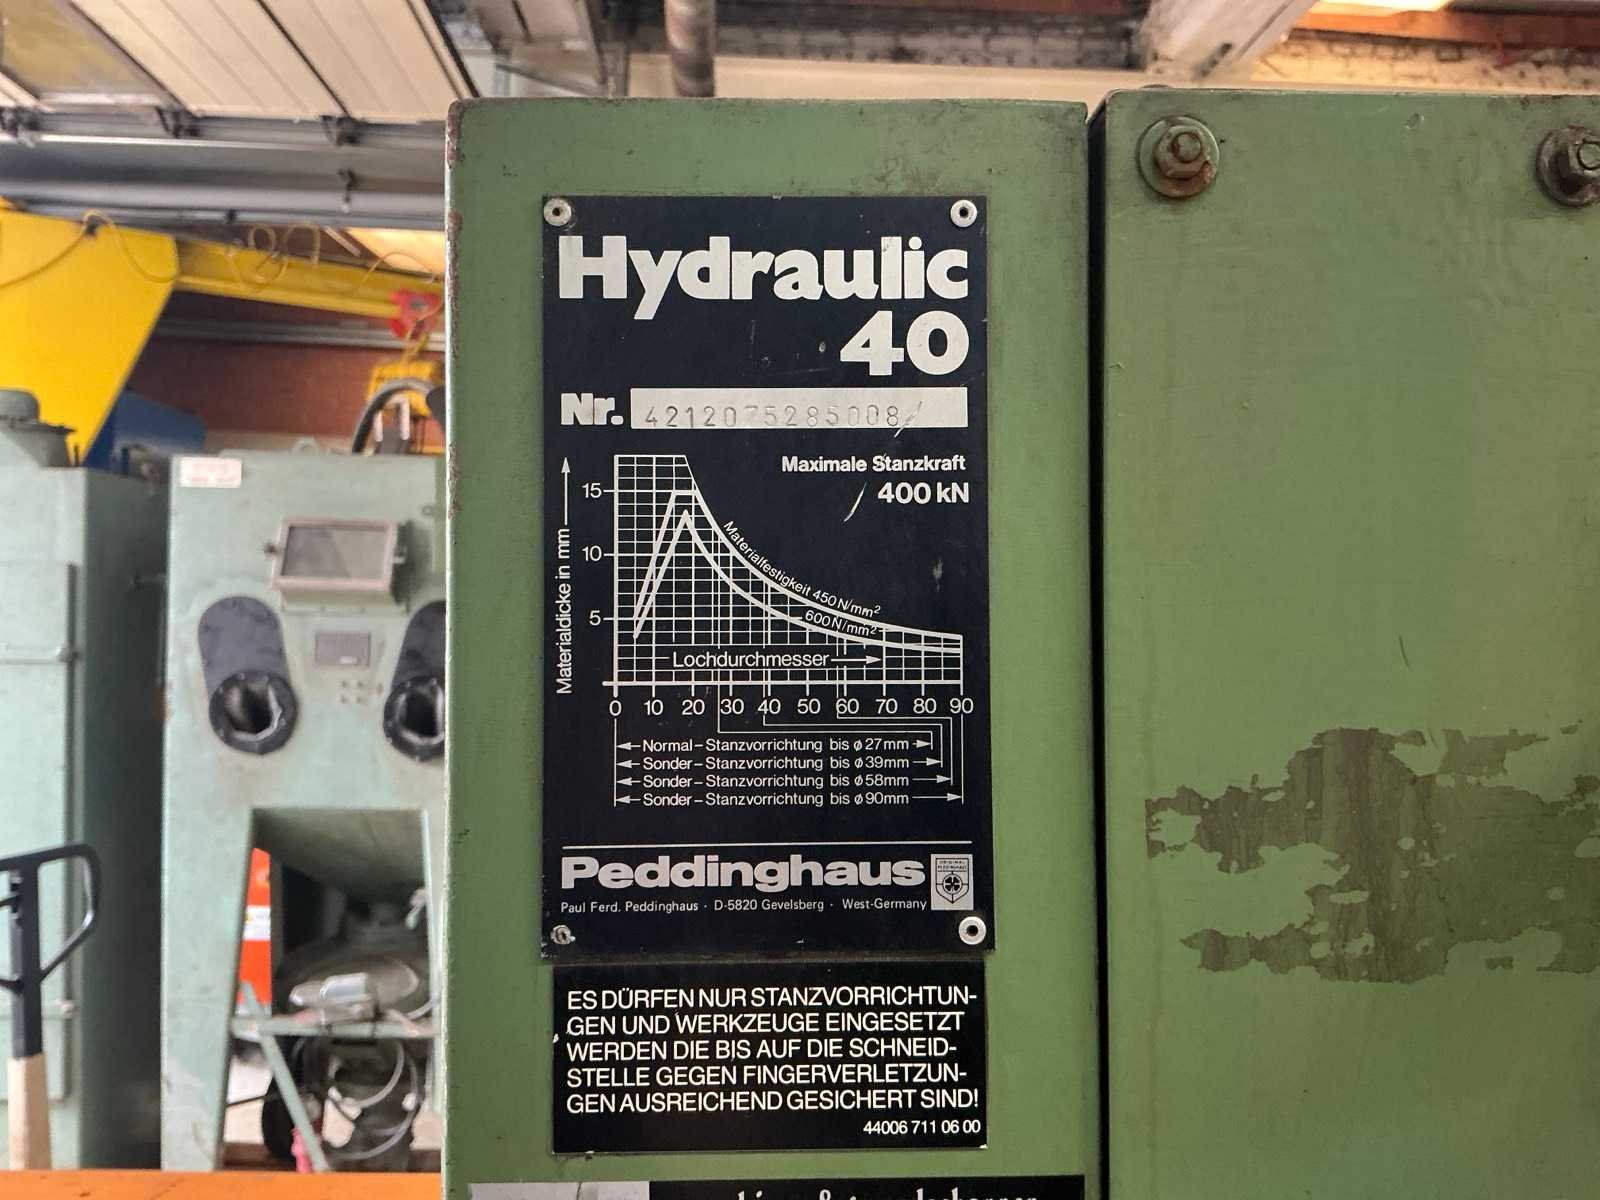 Hydraulic
40
Nr. 4212075285008
Maximale Stanzkraft
400 kN
Materialdicke in mm
15
10
5
Materialfestigkeit 450 N/mm²
600 N/mm²
Lochdurchmesser
0 10 20 30 40 50 60 70 80 90
Normal – Stanzvorrichtung bis ø 27mm
Sonder – Stanzvorrichtung bis ø 39mm
Sonder – Stanzvorrichtung bis ø 58mm
Sonder – Stanzvorrichtung bis ø 90mm
Peddinghaus
ORIGINAL
PEDDINGHAUS
Paul Ferd. Peddinghaus · D-5820 Gevelsberg · West-Germany
ES DÜRFEN NUR STANZVORRICHTUN-
GEN UND WERKZEUGE EINGESETZT
WERDEN DIE BIS AUF DIE SCHNEID-
STELLE GEGEN FINGERVERLETZUN-
GEN AUSREICHEND GESICHERT SIND!
44006 711 06 00